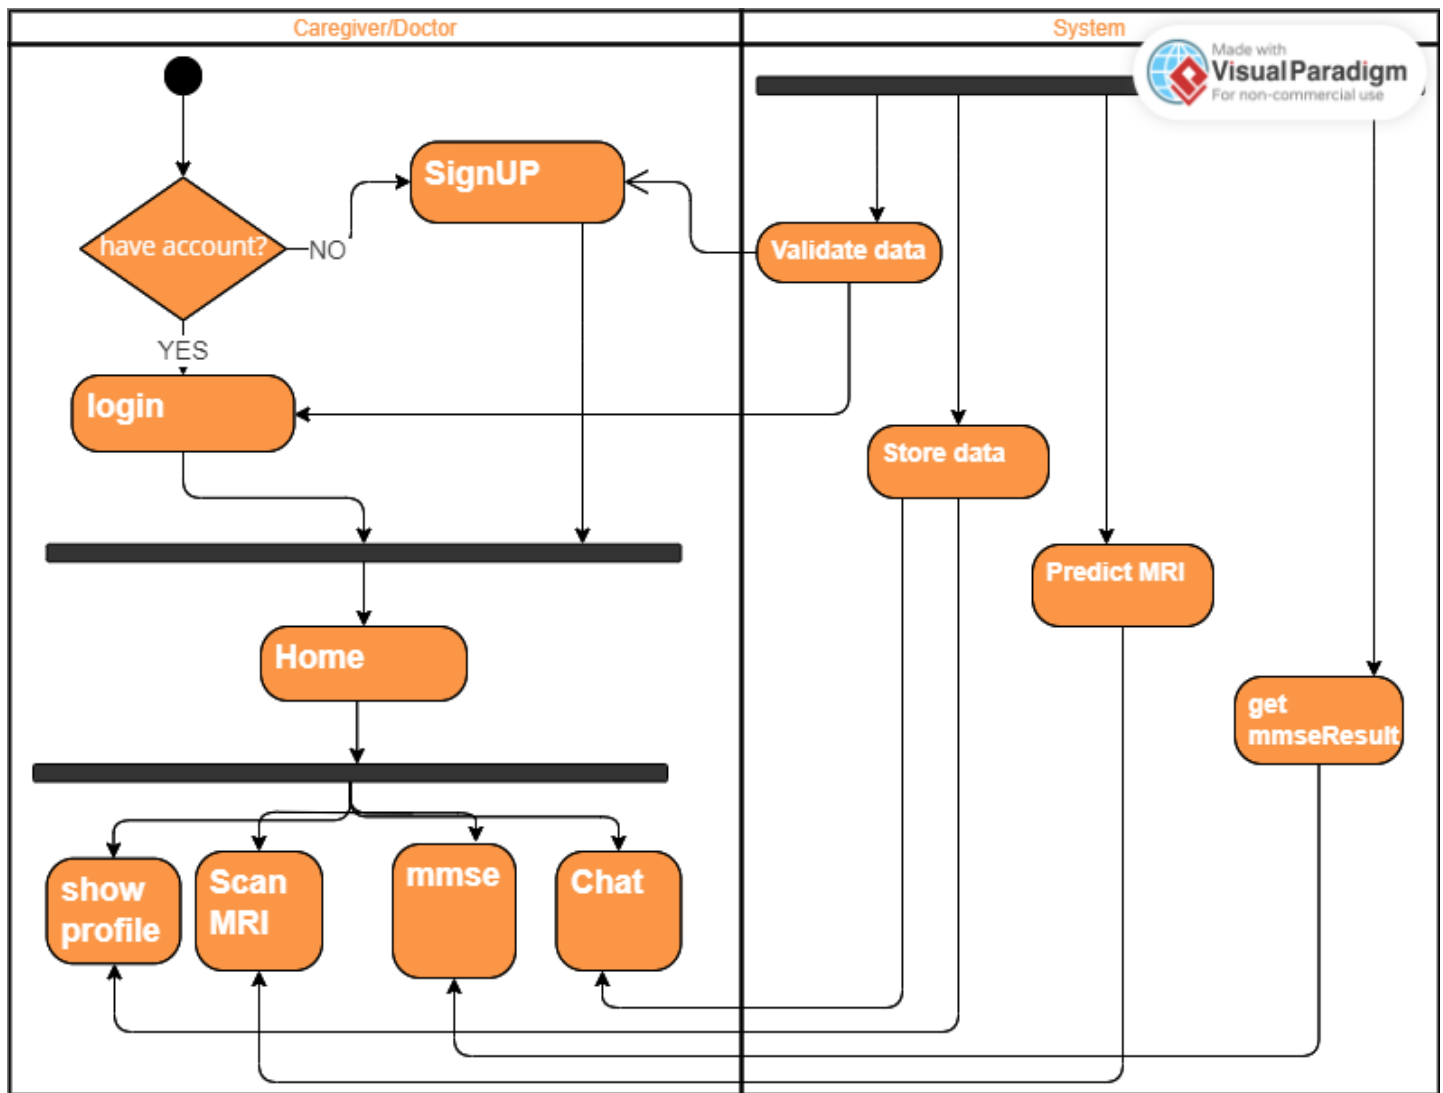 Caregiver/Doctor
System
Made with
Visual Paradigm
For non-commercial use
SignUP
have account?
NO
Validate data
YES
login
Store data
Predict MRI
Home
get
mmseResult
show
profile
Scan
MRI
mmse
Chat